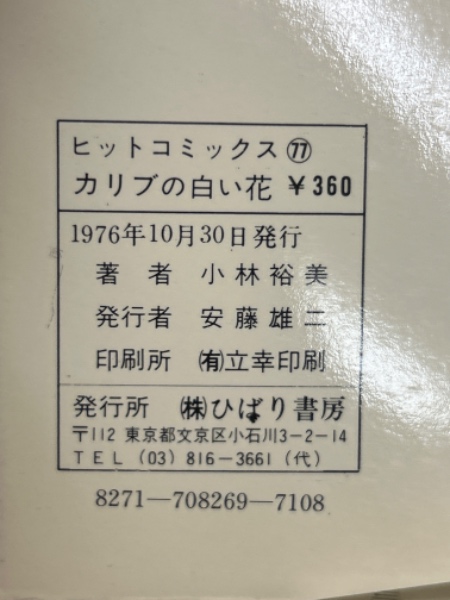 ヒットコミックス 77
カリブの白い花 ¥360
1976年10月30日発行
著者 小林裕美
発行者 安藤雄二
印刷所 ㈲立幸印刷
発行所 ㈱ひばり書房
〒112 東京都文京区小石川3−2−14
TEL (03) 816−3661 (代)
8271―708269―7108